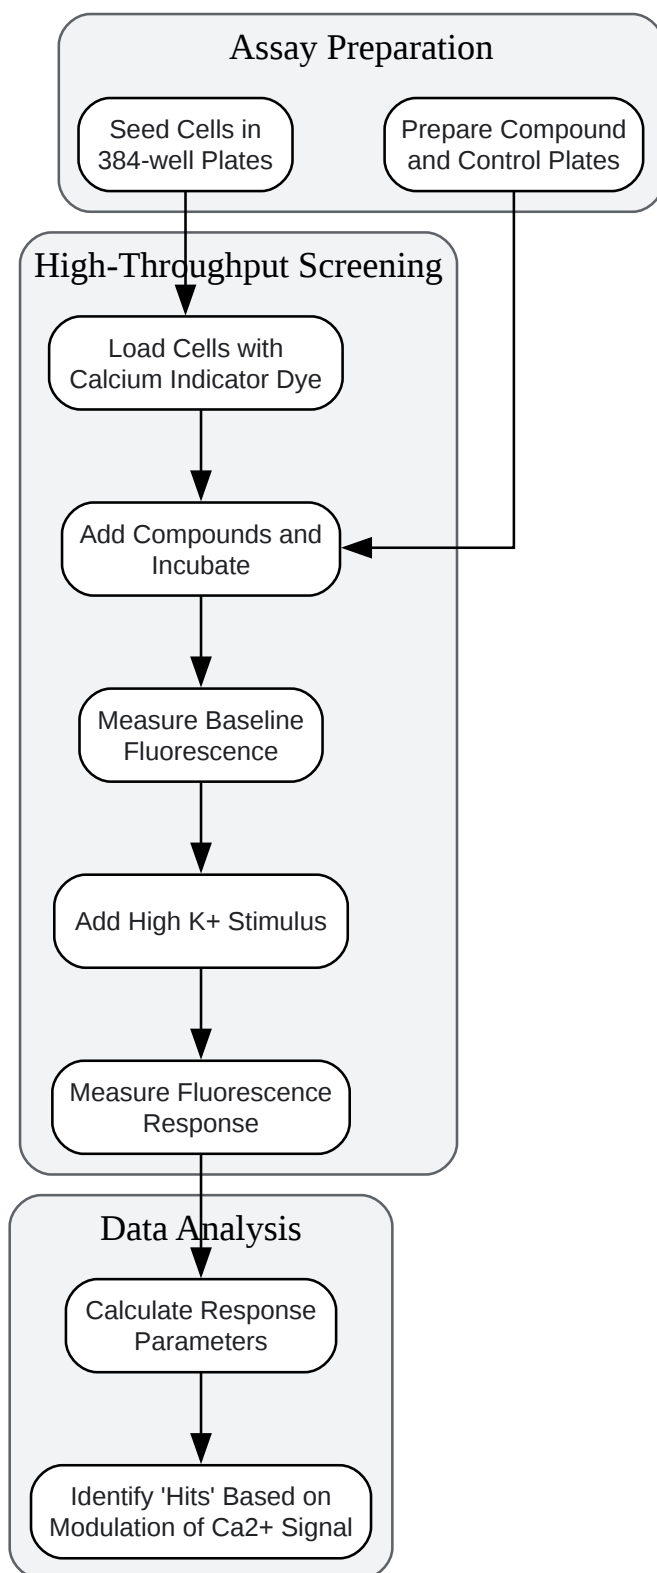 Assay Preparation
Seed Cells in
384-well Plates
Prepare Compound
and Control Plates
High-Throughput Screening
Load Cells with
Calcium Indicator Dye
Add Compounds and
Incubate
Measure Baseline
Fluorescence
Add High K+ Stimulus
Measure Fluorescence
Response
Data Analysis
Calculate Response
Parameters
Identify 'Hits' Based on
Modulation of Ca2+ Signal